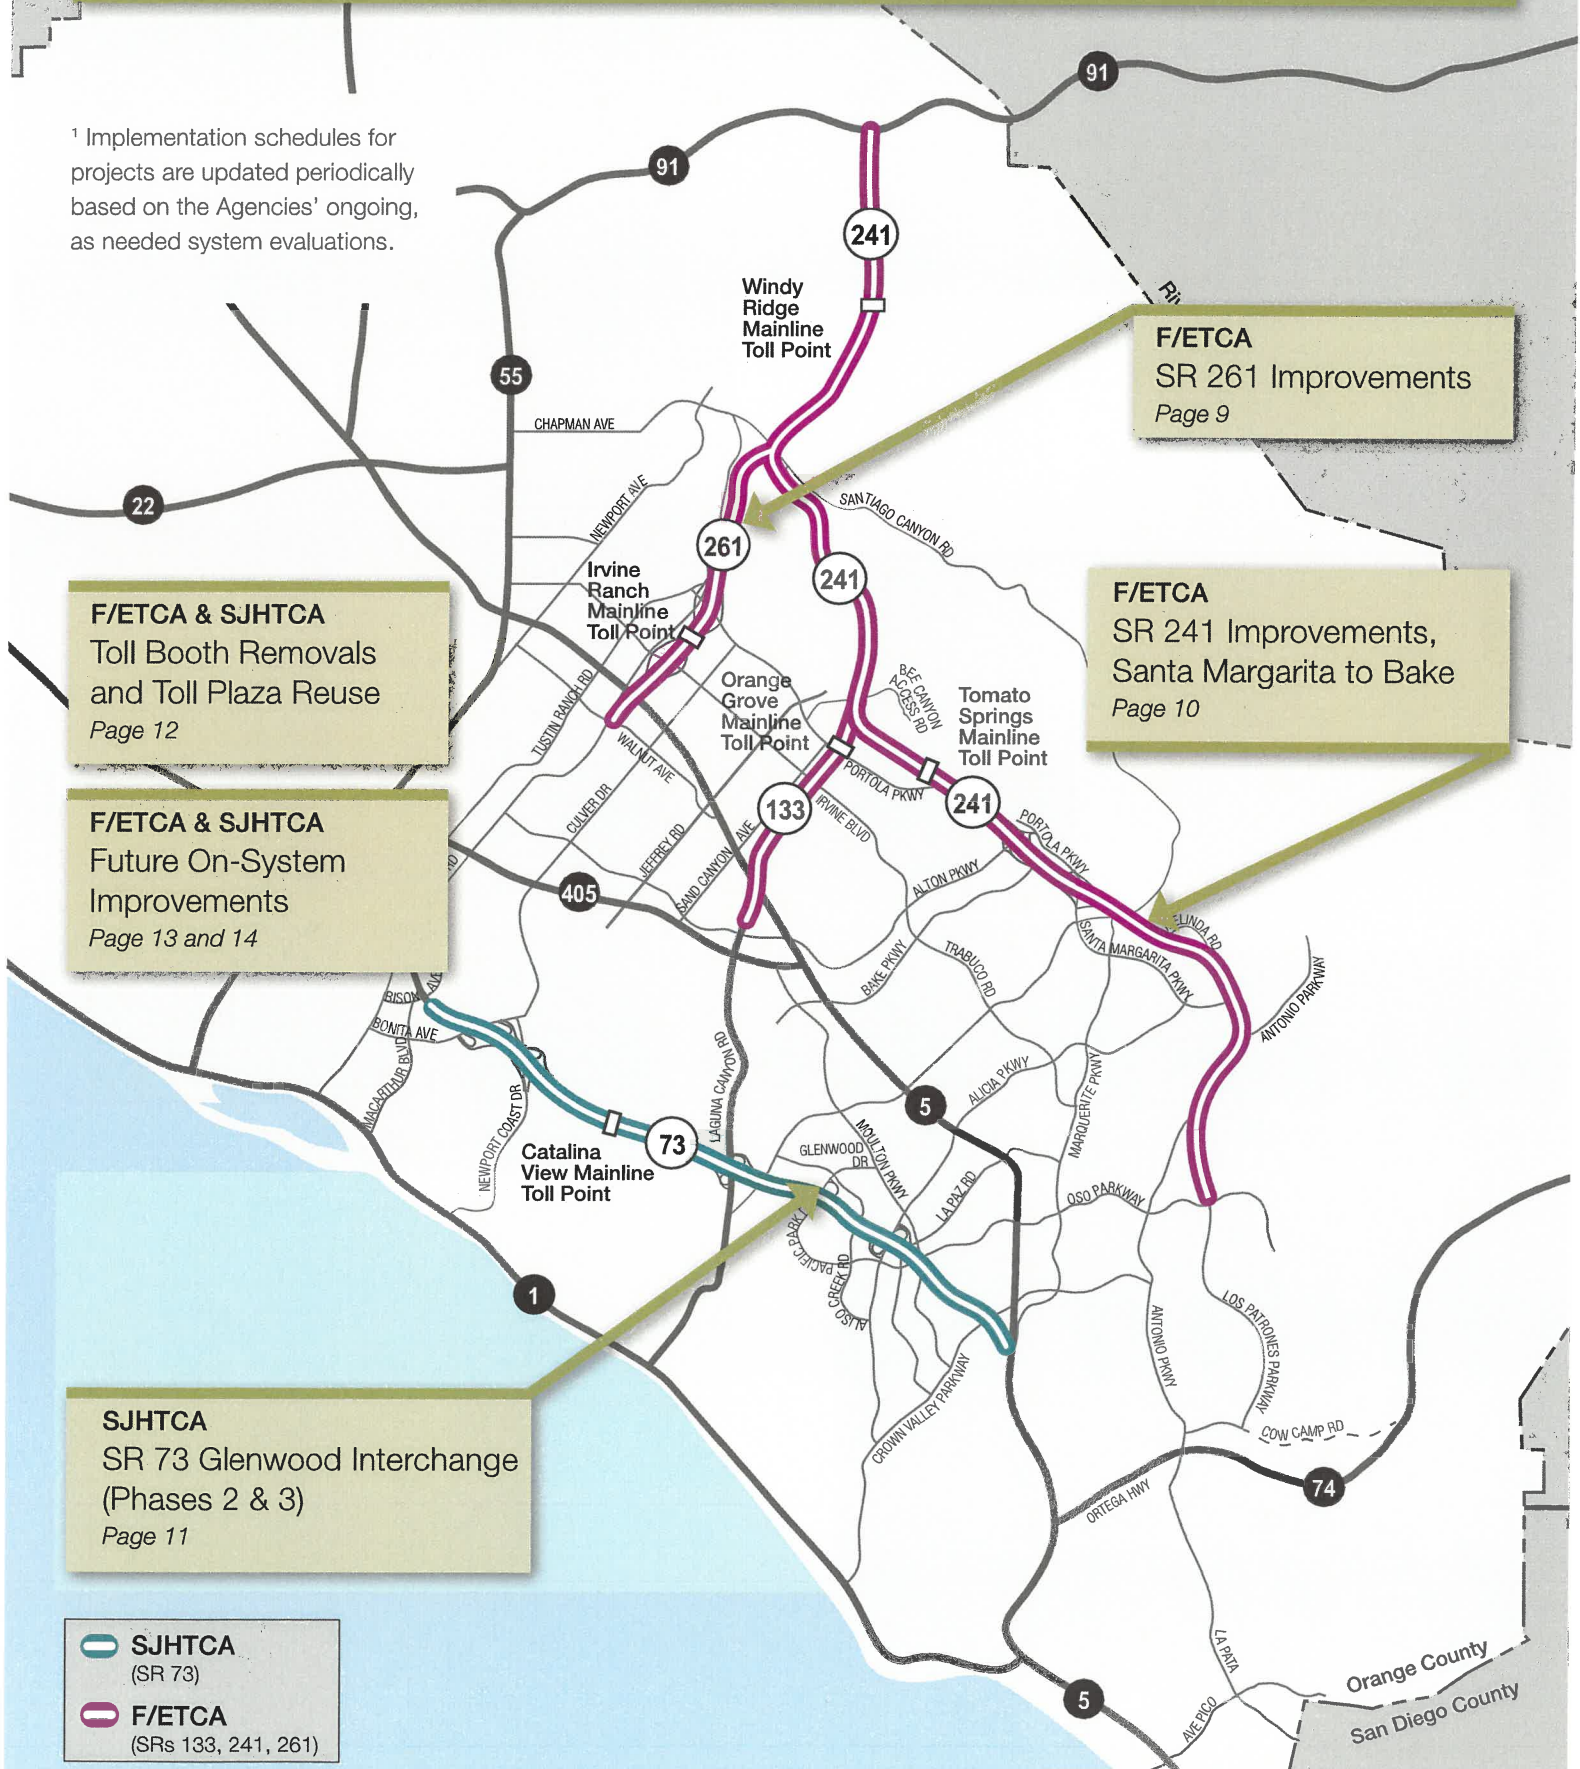 91
¹ Implementation schedules for
projects are updated periodically
based on the Agencies' ongoing,
as needed system evaluations.
91
241
Windy
Ridge
Mainline
Toll Point
F/ETCA
SR 261 Improvements
Page 9
55
CHAPMAN AVE
22
NEWPORT AVE
SANTIAGO CANYON RD
261
241
Irvine
Ranch
Mainline
Toll Point
F/ETCA & SJHTCA
Toll Booth Removals
and Toll Plaza Reuse
Page 12
F/ETCA
SR 241 Improvements,
Santa Margarita to Bake
Page 10
TUSTIN RANCH RD
Orange
Grove
Mainline
Toll Point
BEE CANYON
ACCESS RD
Tomato
Springs
Mainline
Toll Point
WALNUT AVE
PORTOLA PKWY
241
133
IRVINE BLVD
PORTOLA PKWY
F/ETCA & SJHTCA
Future On-System
Improvements
Page 13 and 14
CULVER DR
JEFFREY RD
SAND CANYON AVE
ALTON PKWY
405
RD
SANTA MARGARITA PKWY
ELINDA RD
BAKE PKWY
TRABUCO RD
ANTONIO PARKWAY
BISON AVE
BONITA AVE
MACARTHUR BLVD
LAGUNA CANYON RD
NEWPORT COAST DR
5
ALICIA PKWY
MARGUERITE PKWY
73
Catalina
View Mainline
Toll Point
GLENWOOD
DR
MOULTON PKWY
LA PAZ RD
OSO PARKWAY
PACIFIC PARK
ALISO CREEK RD
1
ANTONIO PKWY
LOS PATRONES PARKWAY
CROWN VALLEY PARKWAY
SJHTCA
SR 73 Glenwood Interchange
(Phases 2 & 3)
Page 11
COW CAMP RD
74
ORTEGA HWY
LA PATA
AVE PICO
5
Orange County
San Diego County
SJHTCA
(SR 73)
F/ETCA
(SRs 133, 241, 261)